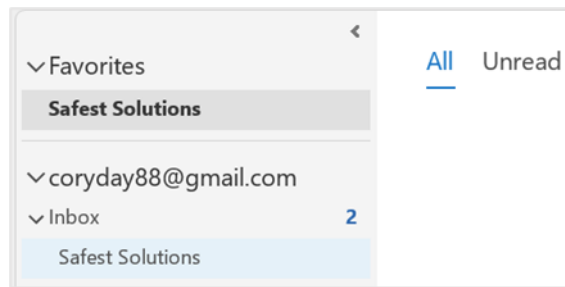 Favorites
Safest Solutions
coryday88@gmail.com
Inbox 2
Safest Solutions
All Unread